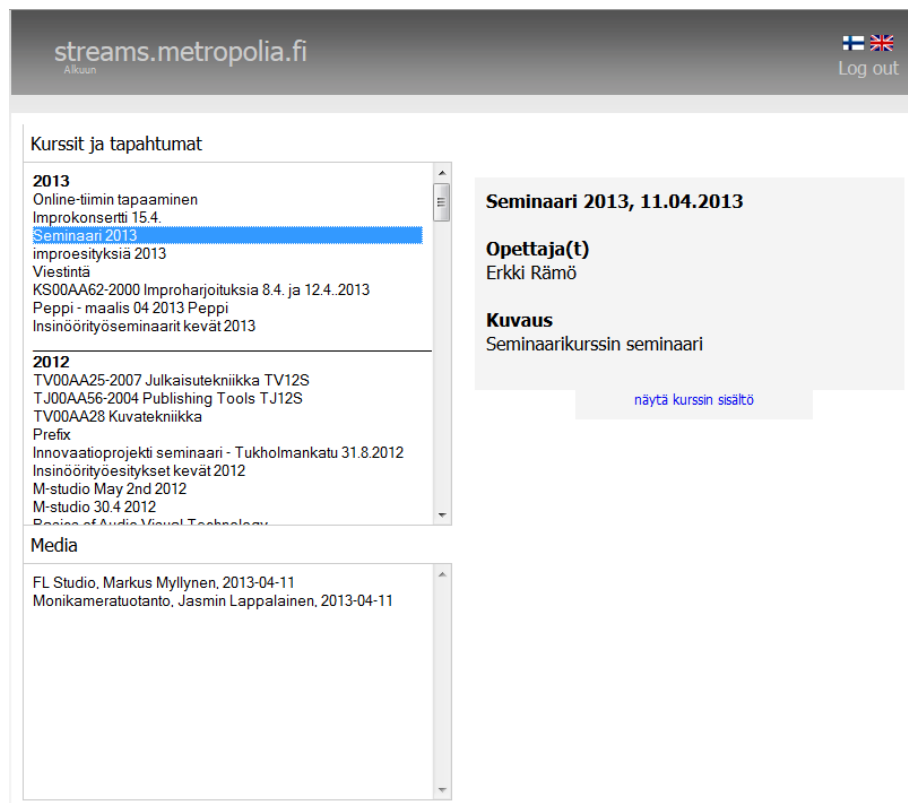 streams.metropolia.fi
Alkuun
Log out
Kurssit ja tapahtumat
2013
Online-tiimin tapaaminen
Improkonsertti 15.4.
Seminaari 2013
improesityksiä 2013
Viestintä
KS00AA62-2000 Improharjoituksia 8.4. ja 12.4..2013
Peppi - maalis 04 2013 Peppi
Insinöörityöseminaarit kevät 2013
2012
TV00AA25-2007 Julkaisutekniikka TV12S
TJ00AA56-2004 Publishing Tools TJ12S
TV00AA28 Kuvatekniikka
Prefix
Innovaatioprojekti seminaari - Tukholmankatu 31.8.2012
Insinöörityöesitykset kevät 2012
M-studio May 2nd 2012
M-studio 30.4 2012
Basics of Audio Visual Technology
Media
FL Studio, Markus Myllynen, 2013-04-11
Monikameratuotanto, Jasmin Lappalainen, 2013-04-11
Seminaari 2013, 11.04.2013
Opettaja(t)
Erkki Rämö
Kuvaus
Seminaarikurssin seminaari
näytä kurssin sisältö